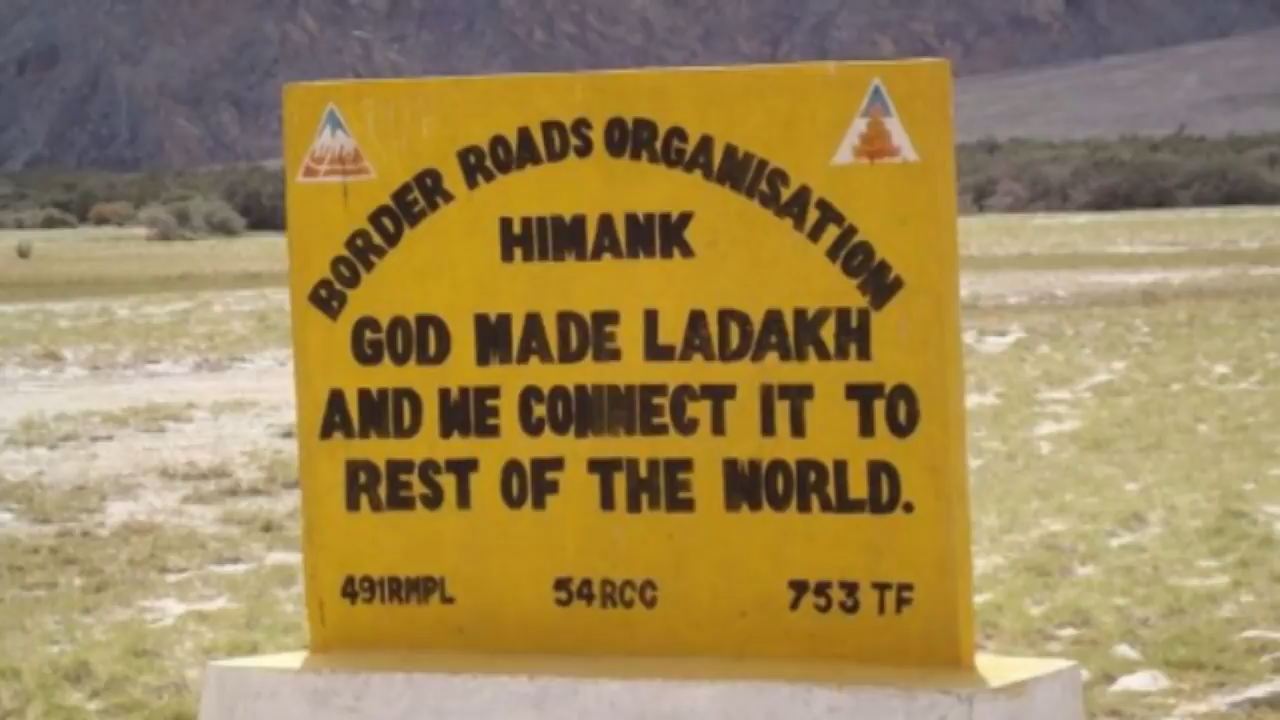 BORDER ROADS ORGANISATION
HIMANK
GOD MADE LADAKH
AND WE CONNECT IT TO
REST OF THE WORLD.
491RMPL 54RCC 753 TF